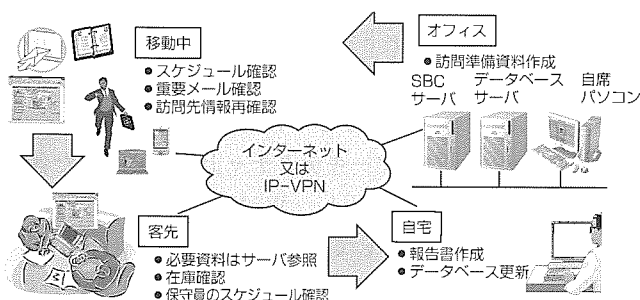 オフィス
● 訪問準備資料作成
SBC
サーバ
データベース
サーバ
自席
パソコン
移動中
● スケジュール確認
● 重要メール確認
● 訪問先情報再確認
インターネット
又は
IP-VPN
客先
● 必要資料はサーバ参照
● 在庫確認
● 保守員のスケジュール確認
自宅
● 報告書作成
● データベース更新